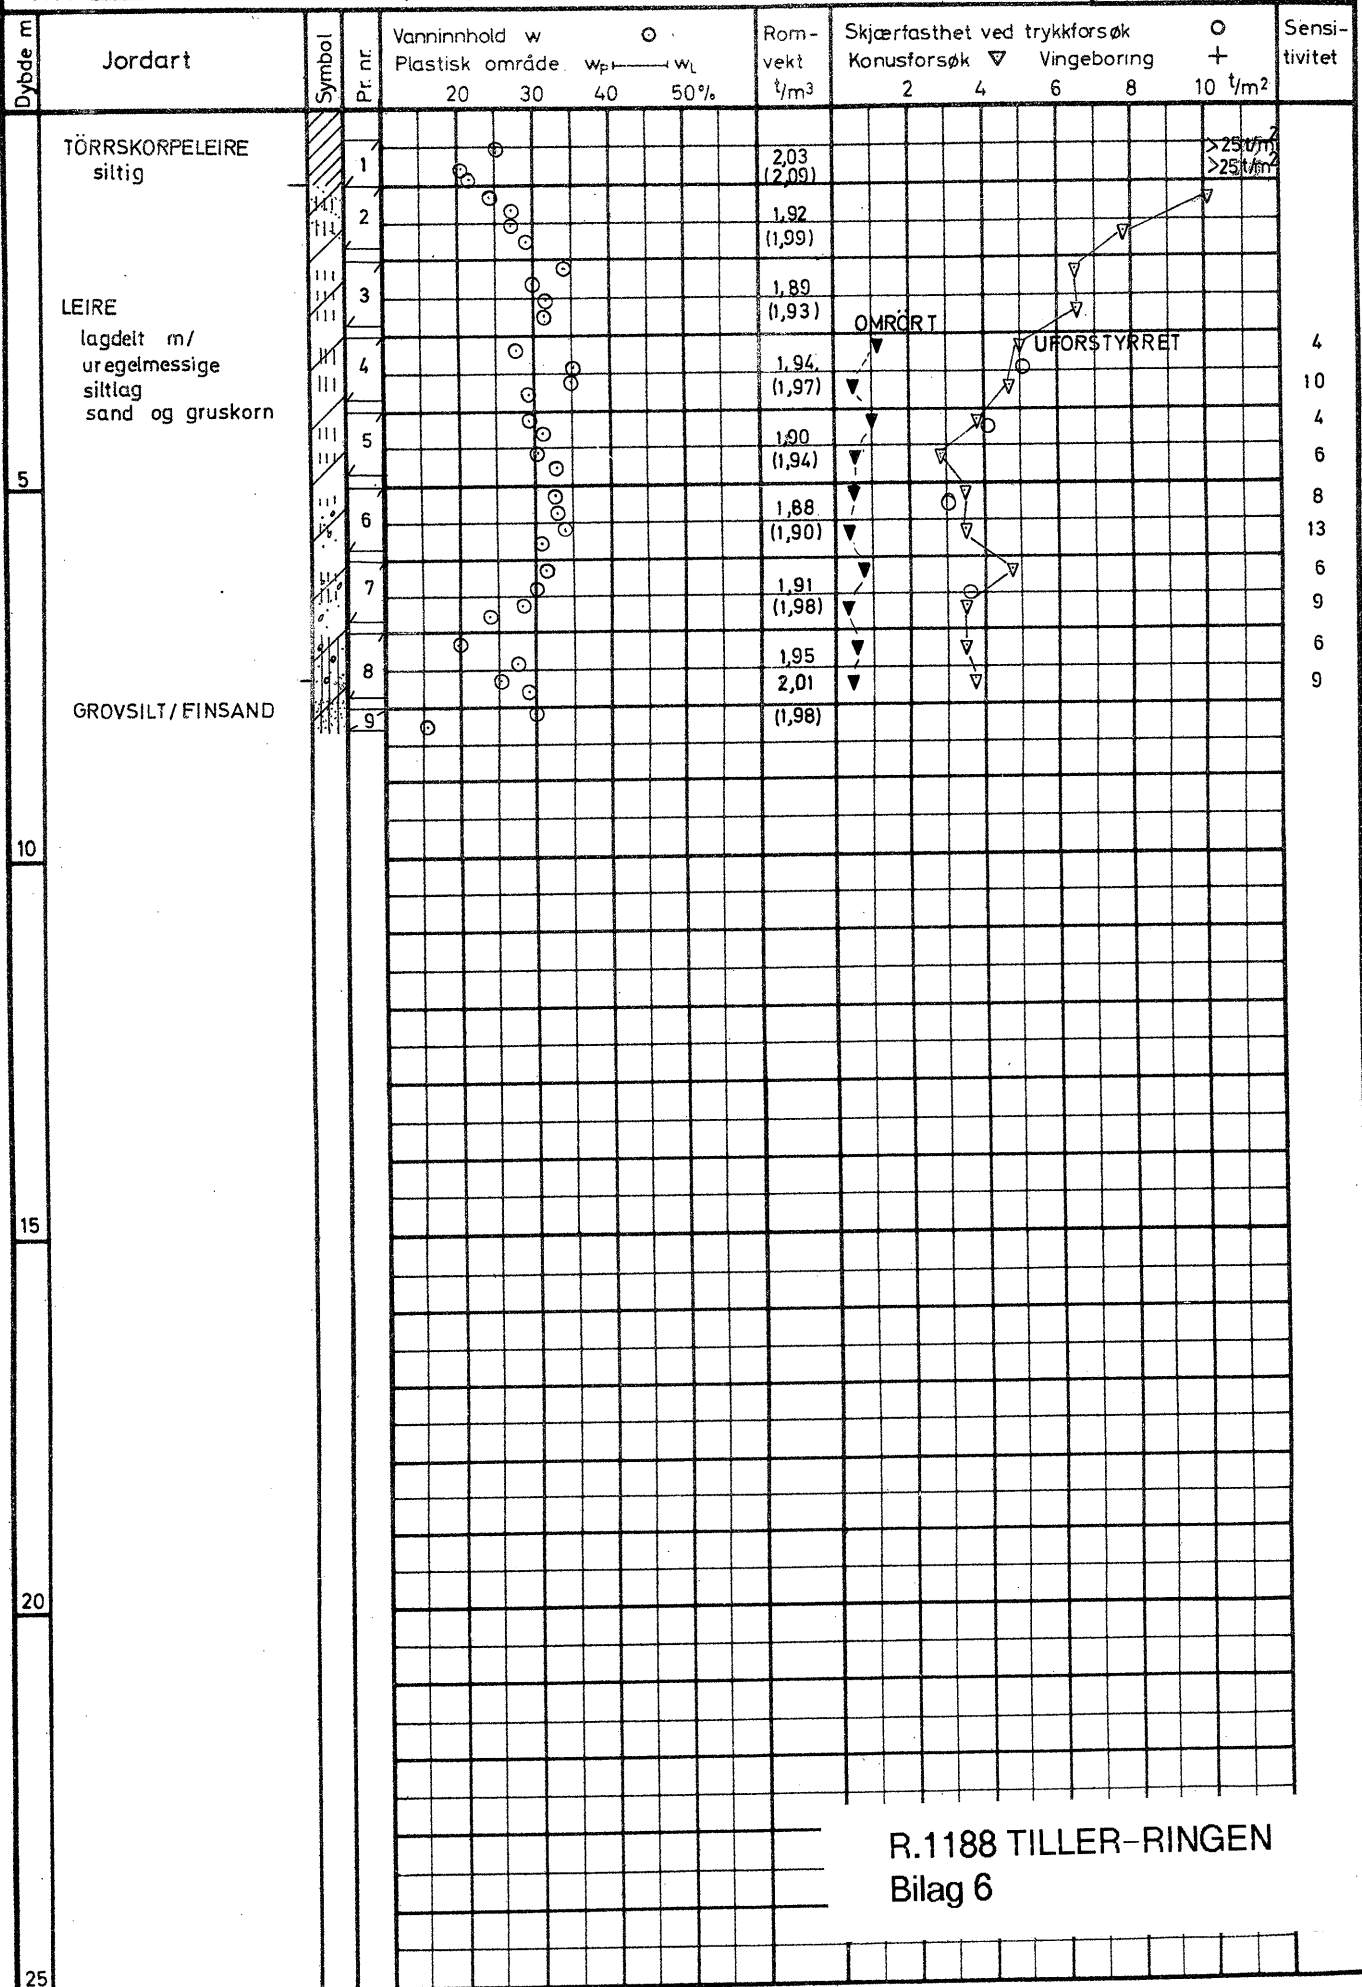 Dybde m
Jordart
Symbol
Pr. nr.
Vanninnhold w
Plastisk område wP wL
20 30 40 50%
Rom-
vekt
t/m3
Skjærfasthet ved trykkforsøk
Konusforsøk Vingeboring +
2 4 6 8 10 t/m2
Sensi-
tivitet
TÖRRSKORPELEIRE
siltig
1
2,03
(2,09)
>25 t/m2
>25 t/m2
2
1,92
(1,99)
LEIRE
lagdelt m/
uregelmessige
siltlag
sand og gruskorn
3
1,89
(1,93)
OMRÖRT
UFORSTYRRET
4
4
1,94
(1,97)
10
4
5
1,90
(1,94)
6
5
8
6
1,88
(1,90)
13
6
7
1,91
(1,98)
9
6
8
1,95
2,01
9
GROVSILT/FINSAND
9
(1,98)
10
15
20
25
R.1188 TILLER-RINGEN
Bilag 6